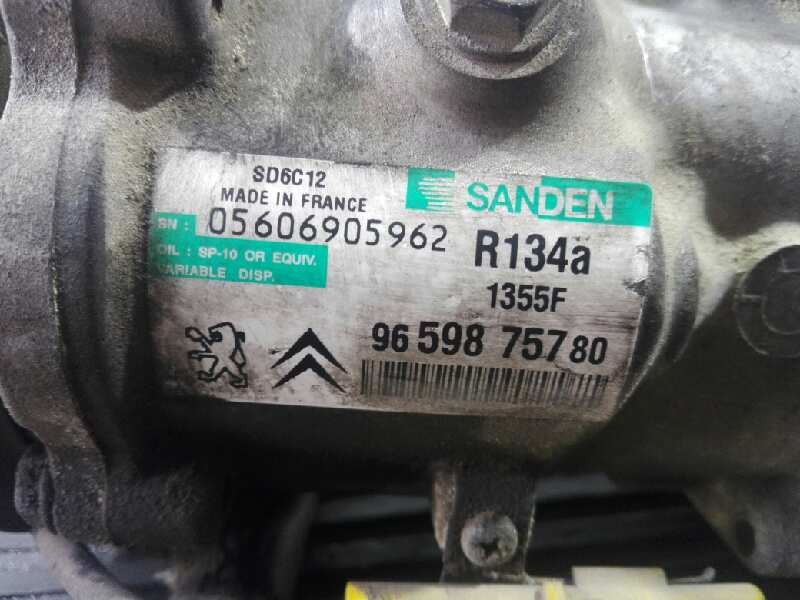 SD6C12
MADE IN FRANCE
SANDEN
SN : 05606905962
OIL : SP-10 OR EQUIV.
VARIABLE DISP.
R134a
1355F
96 598 757 80